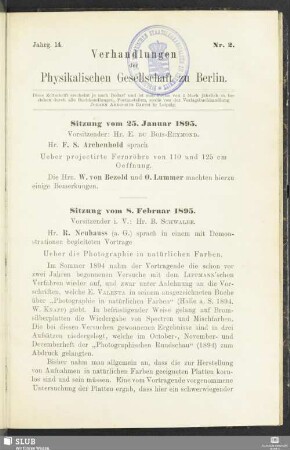 Jahrg. 14. Nr. 2.
Verhandlungen
der
Physikalischen Gesellschaft zu Berlin.
Sitzung vom 25. Januar 1895.
Vorsitzender: Hr. E. du Bois-Reymond.
Hr. F. S. Archenhold sprach
Ueber projectirte Fernrohre von 110 und 125 cm
Oeffnung.
Die Hrn. W. von Bezold und O. Lummer machten hierzu
einige Bemerkungen.
Sitzung vom 8. Februar 1895.
Vorsitzender i. V.: Hr. B. Schwalbe.
Hr. R. Neuhauss (a. G.) sprach in einem mit Demon-
strationen begleiteten Vortrage
Ueber die Photographie in natürlichen Farben.
Im Sommer 1894 nahm der Vortragende die schon vor
zwei Jahren begonnenen Versuche mit dem Lippmann'schen
Verfahren wieder auf, und zwar unter Anlehnung an die Vor-
schriften, welche E. Valenta in seinem ausgezeichneten Buche
über „Photographie in natürlichen Farben" (Halle a. S. 1894,
W. Knapp) giebt. In befriedigender Weise gelang auf Brom-
silberplatten die Wiedergabe von Spectren und Mischfarben.
Die bei diesen Versuchen gewonnenen Ergebnisse sind in drei
Aufsätzen niedergelegt, welche im October-, November- und
Decemberheft der „Photographischen Rundschau" (1894) zum
Abdruck gelangten.
Bisher nahm man allgemein an, dass die zur Herstellung
von Aufnahmen in natürlichen Farben geeigneten Platten korn-
los sind und sein müssen. Eine vom Vortragenden vorgenommene
Untersuchung der Platten ergab, dass hier ein schwerwiegender
SLUB